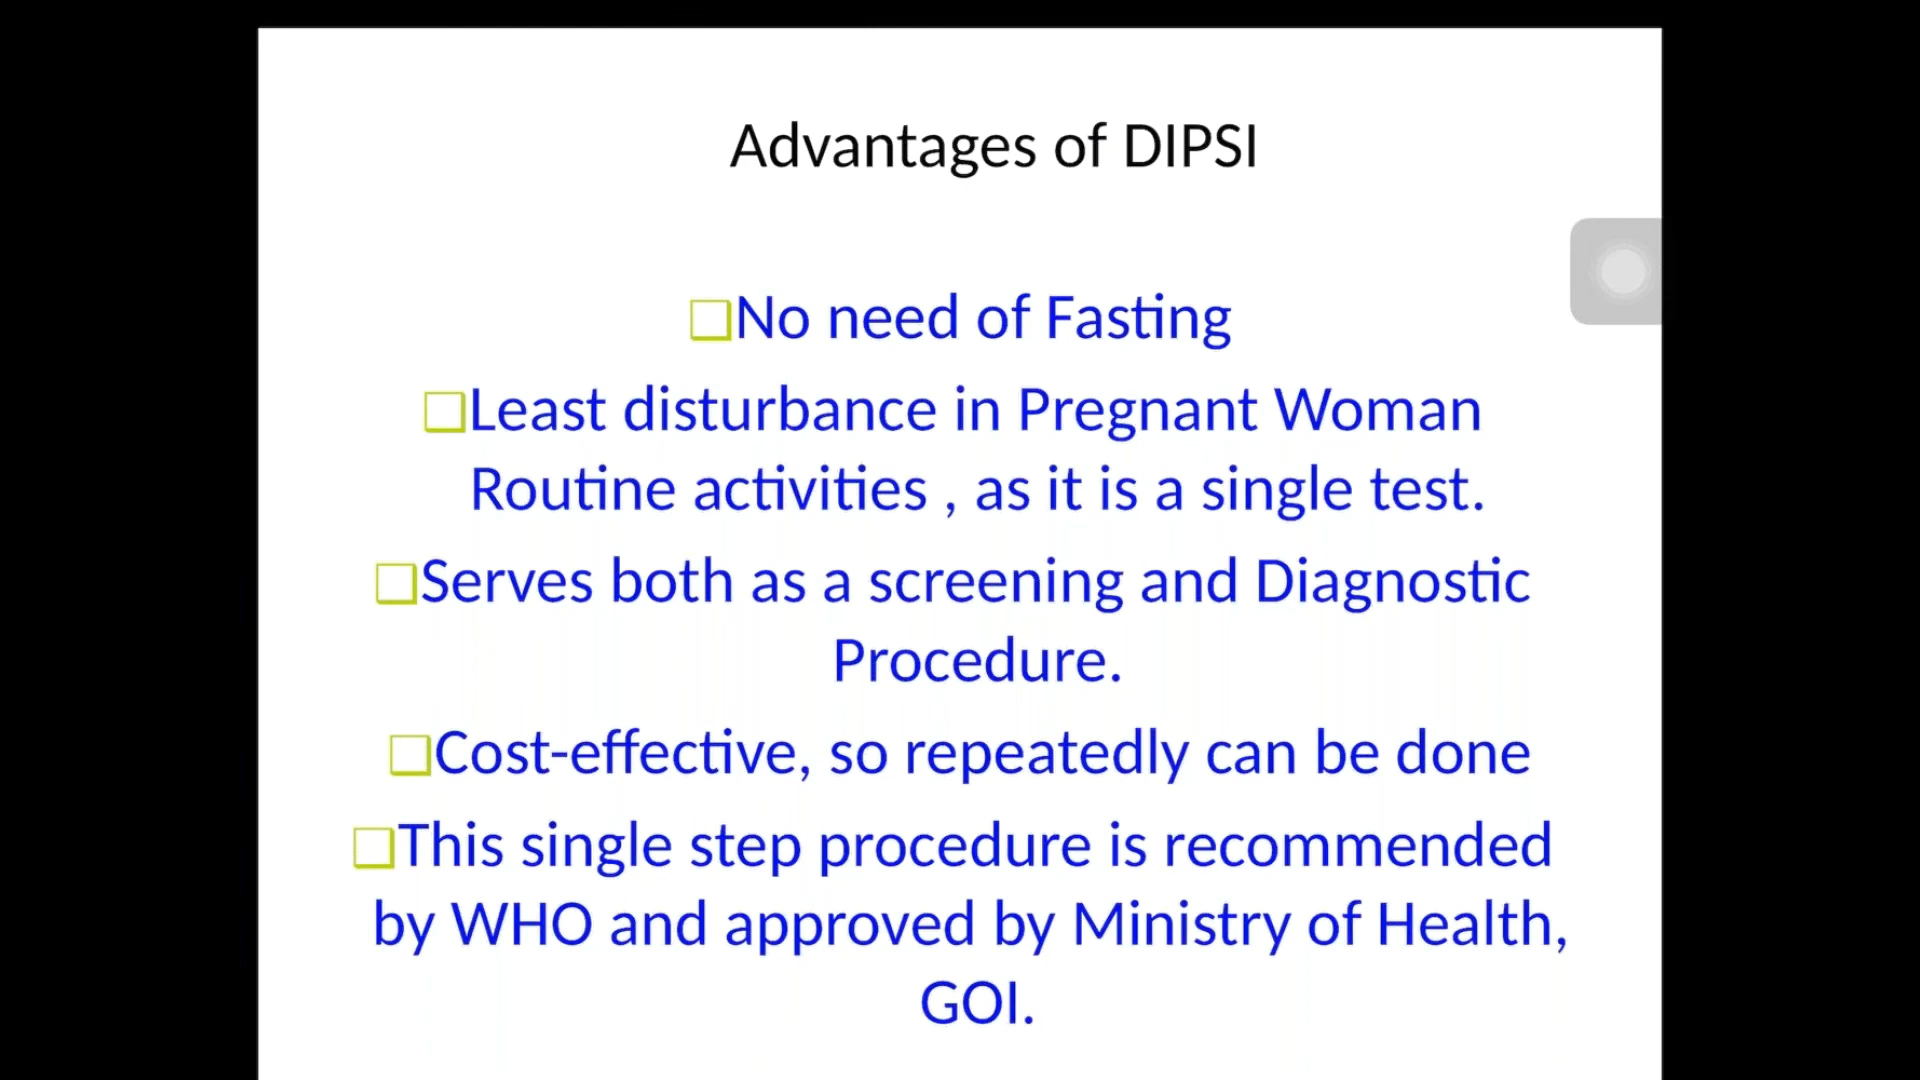 Advantages of DIPSI
❑No need of Fasting
❑Least disturbance in Pregnant Woman
Routine activities , as it is a single test.
❑Serves both as a screening and Diagnostic
Procedure.
❑Cost-effective, so repeatedly can be done
❑This single step procedure is recommended
by WHO and approved by Ministry of Health,
GOI.